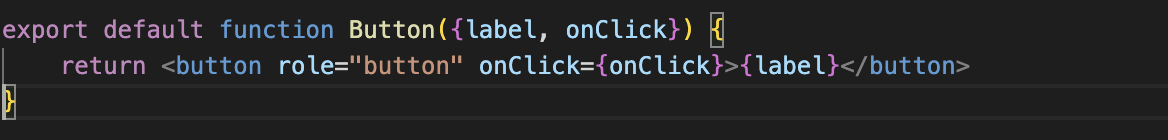 export default function Button({label, onClick}) {
    return <button role="button" onClick={onClick}>{label}</button>
}